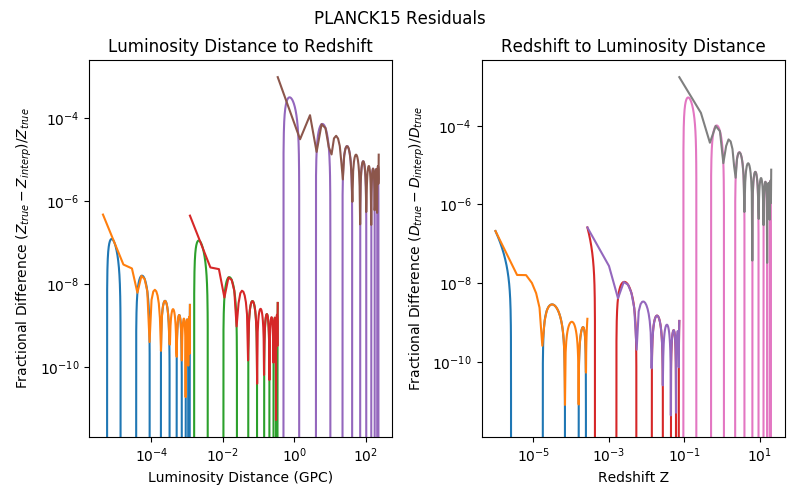 PLANCK15 Residuals
Luminosity Distance to Redshift
Fractional Difference (Z_{true} − Z_{interp})/Z_{true}
10^{-4}
10^{-6}
10^{-8}
10^{-10}
10^{-4}
10^{-2}
10^{0}
10^{2}
Luminosity Distance (GPC)
Redshift to Luminosity Distance
Fractional Difference (D_{true} − D_{interp})/D_{true}
10^{-4}
10^{-6}
10^{-8}
10^{-10}
10^{-5}
10^{-3}
10^{-1}
10^{1}
Redshift Z